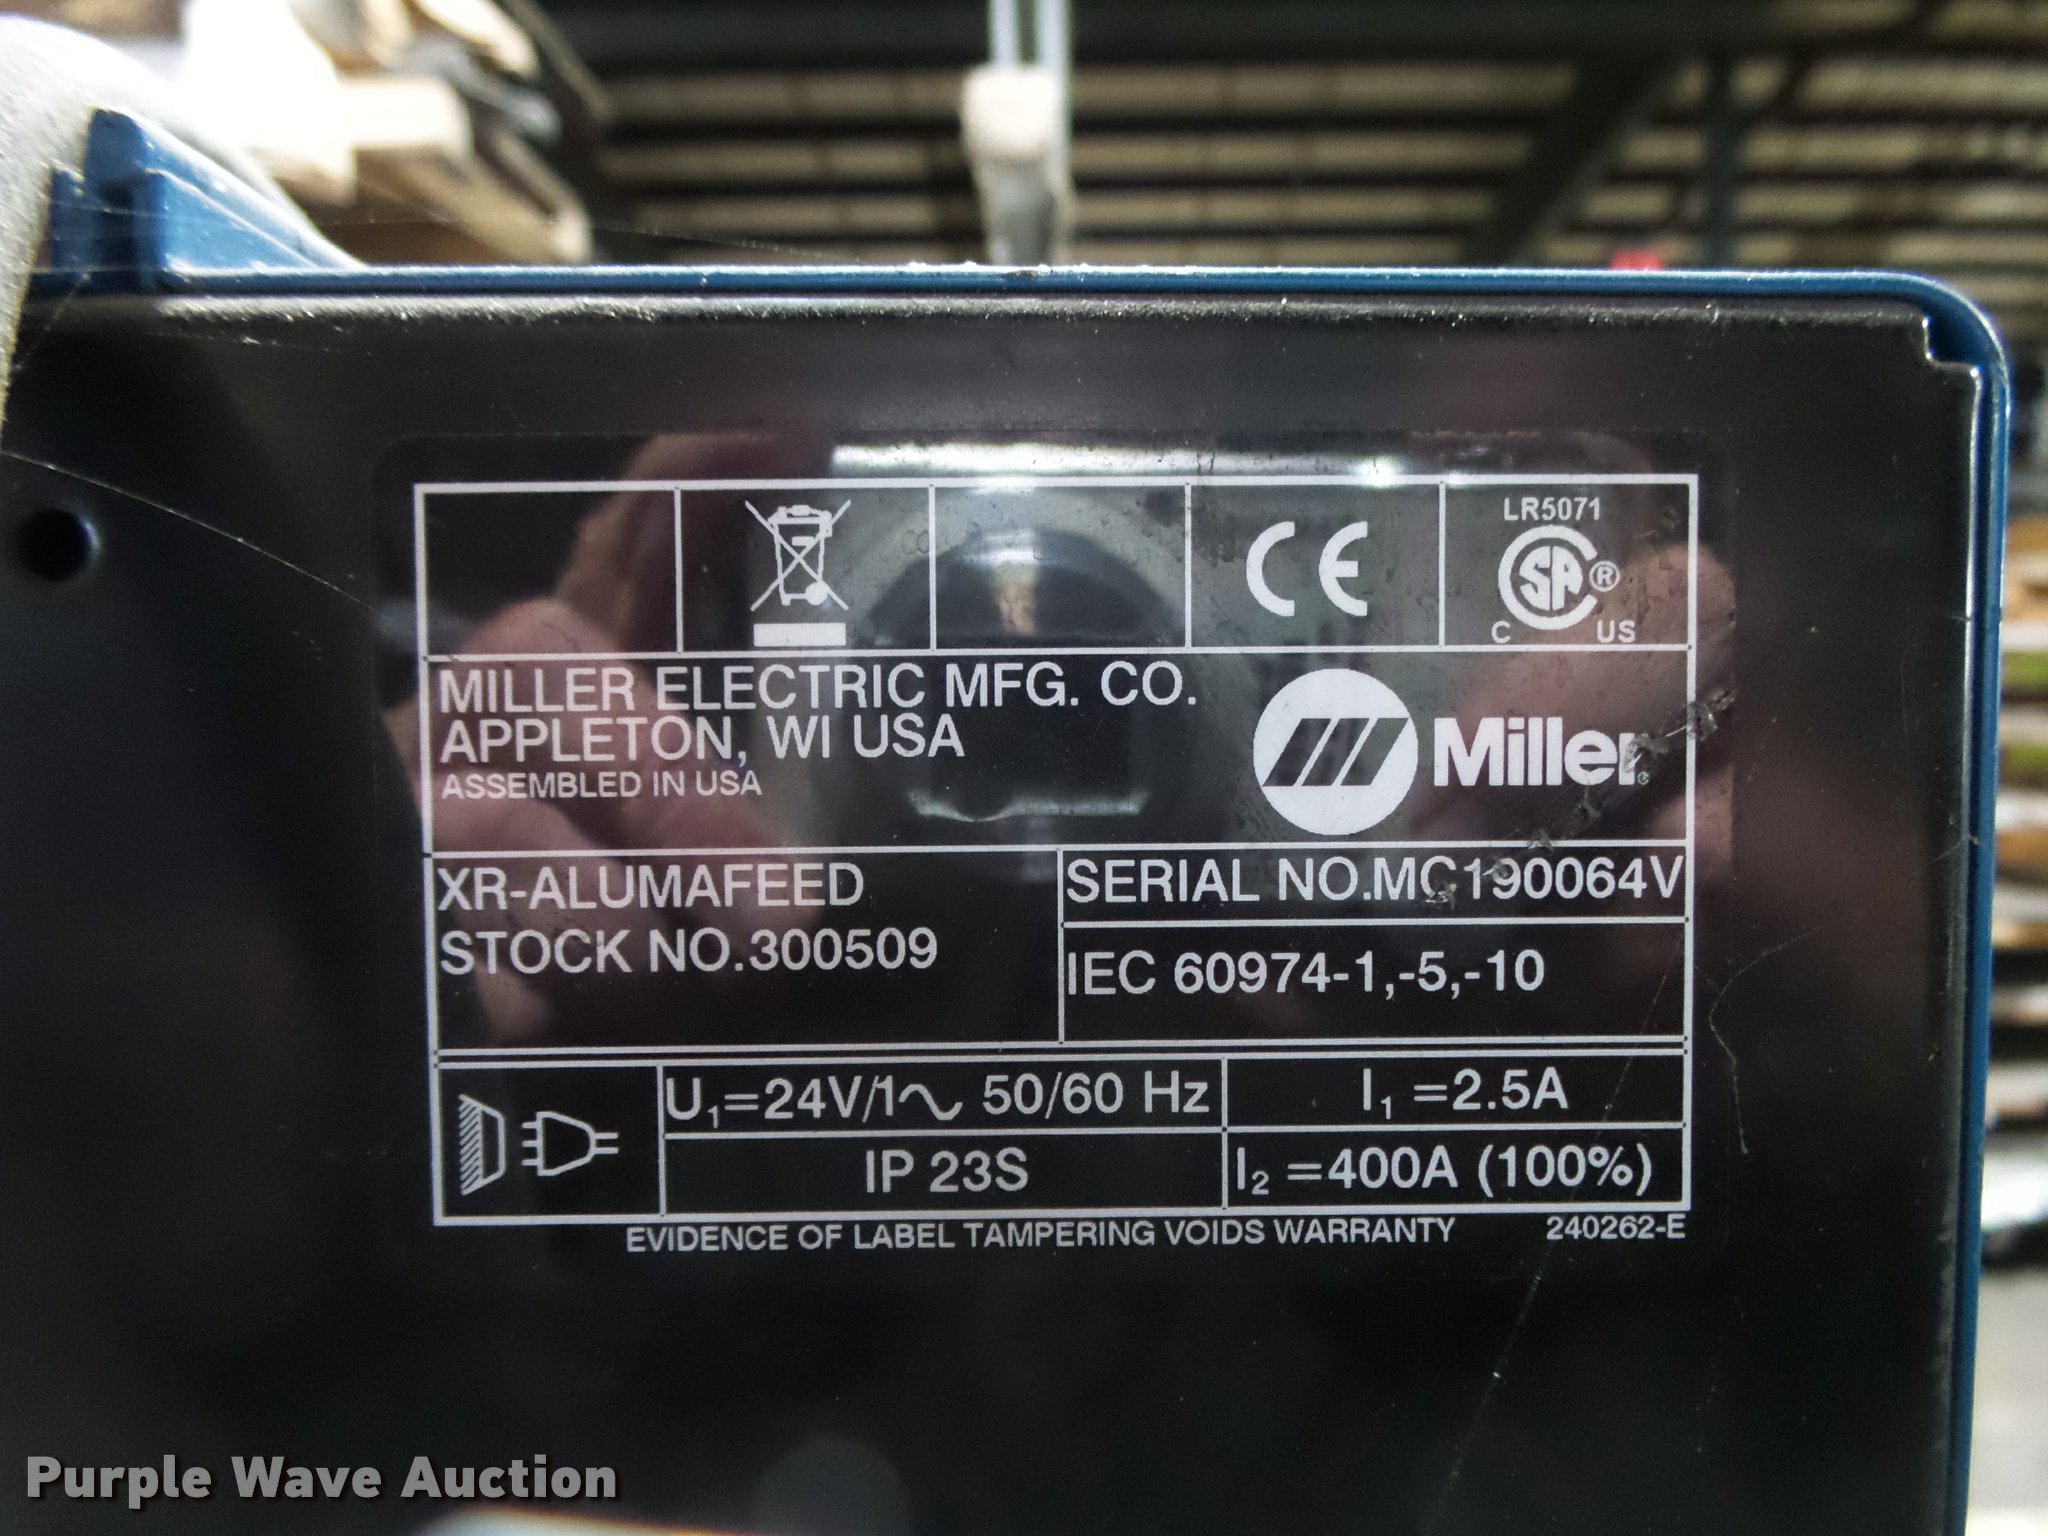 LR5071
CE
CSA ®
C US
MILLER ELECTRIC MFG. CO.
APPLETON, WI USA
ASSEMBLED IN USA
Miller®
XR-ALUMAFEED
STOCK NO.300509
SERIAL NO.MC190064V
IEC 60974-1,-5,-10
U₁=24V/1~ 50/60 Hz
I₁ =2.5A
IP 23S
I₂ =400A (100%)
EVIDENCE OF LABEL TAMPERING VOIDS WARRANTY
240262-E
Purple Wave Auction